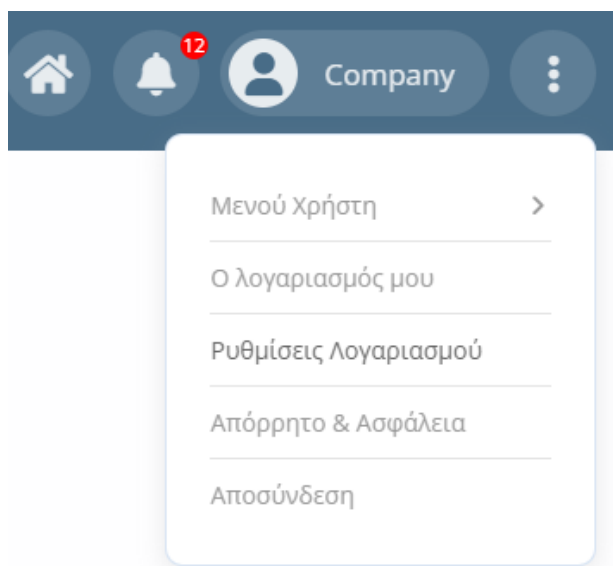 12
Company
Μενού Χρήστη
Ο λογαριασμός μου
Ρυθμίσεις Λογαριασμού
Απόρρητο & Ασφάλεια
Αποσύνδεση